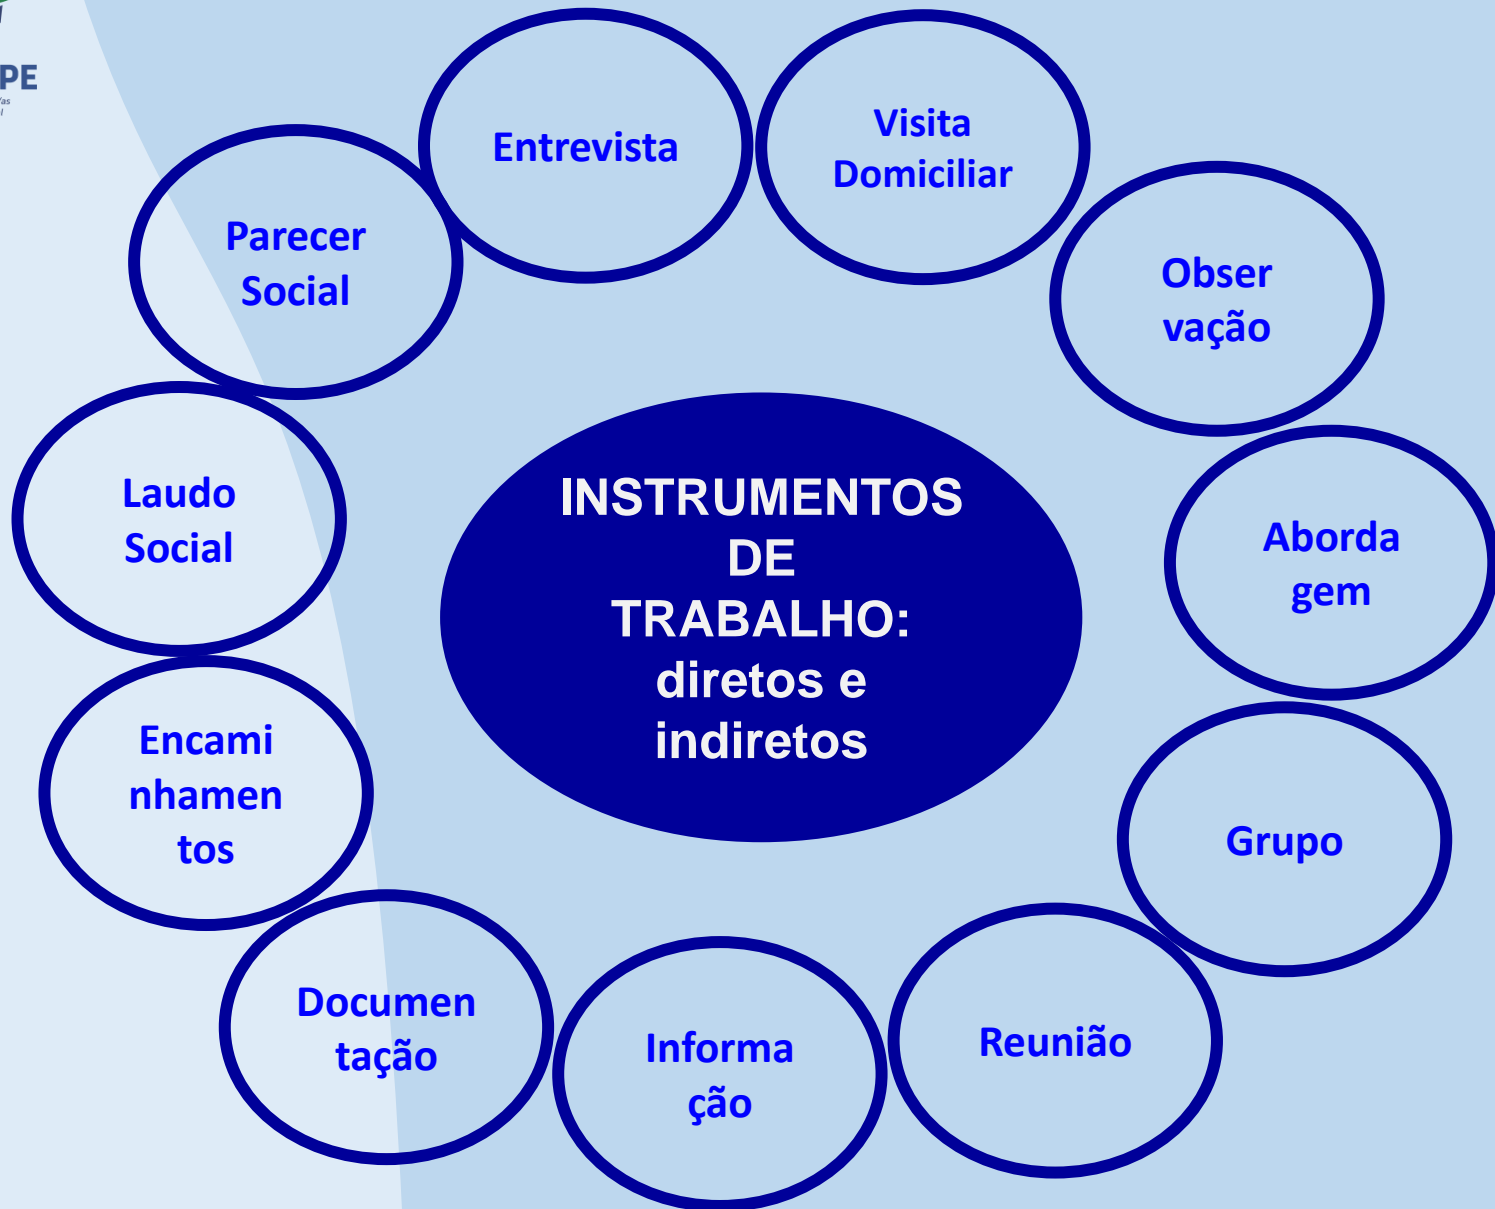 PE
Entrevista
Visita
Domiciliar
Parecer
Social
Obser
vação
Laudo
Social
INSTRUMENTOS
DE
TRABALHO:
diretos e
indiretos
Aborda
gem
Encami
nhamen
tos
Grupo
Documen
tação
Informa
ção
Reunião